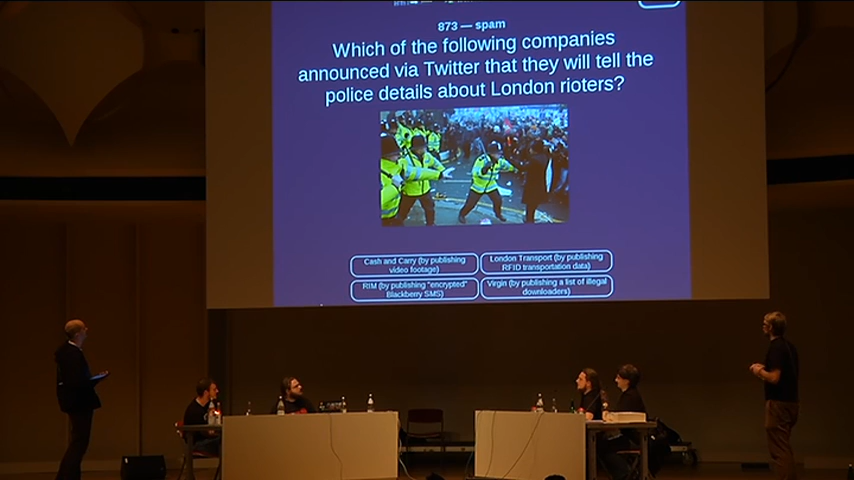 873 — spam
Which of the following companies
announced via Twitter that they will tell the
police details about London rioters?
Cash and Carry (by publishing
video footage)
London Transport (by publishing
RFID transportation data)
RIM (by publishing "encrypted"
Blackberry SMS)
Virgin (by publishing a list of illegal
downloaders)